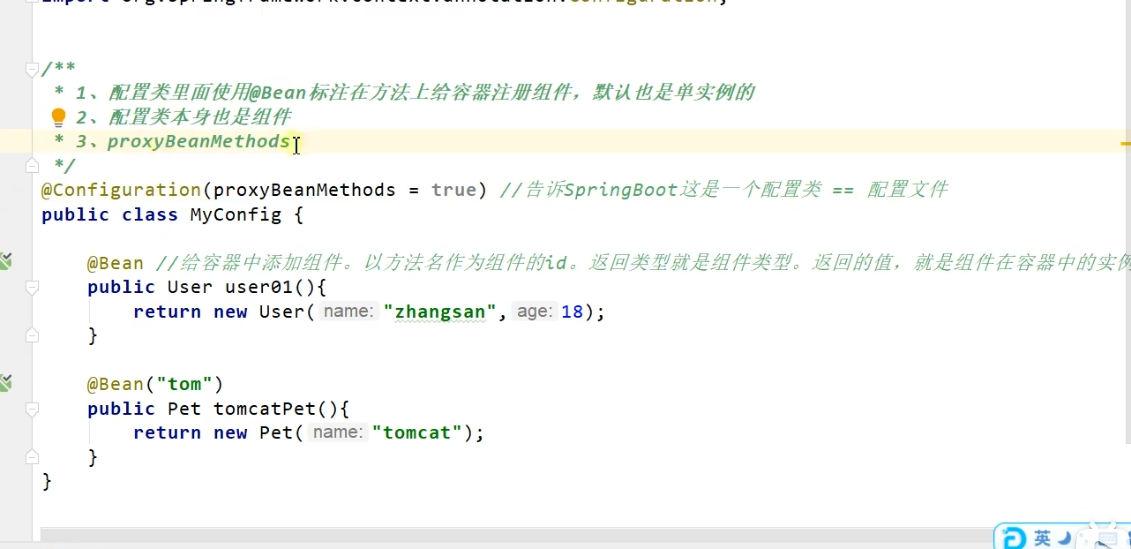 /**
* 1、配置类里面使用@Bean标注在方法上给容器注册组件，默认也是单实例的
2、配置类本身也是组件
* 3、proxyBeanMethods
*/
@Configuration(proxyBeanMethods = true) //告诉SpringBoot这是一个配置类 == 配置文件
public class MyConfig {
@Bean //给容器中添加组件。以方法名作为组件的id。返回类型就是组件类型。返回的值，就是组件在容器中的实例
public User user01(){
return new User( name: "zhangsan", age: 18);
}
@Bean("tom")
public Pet tomcatPet(){
return new Pet( name: "tomcat");
}
}
英